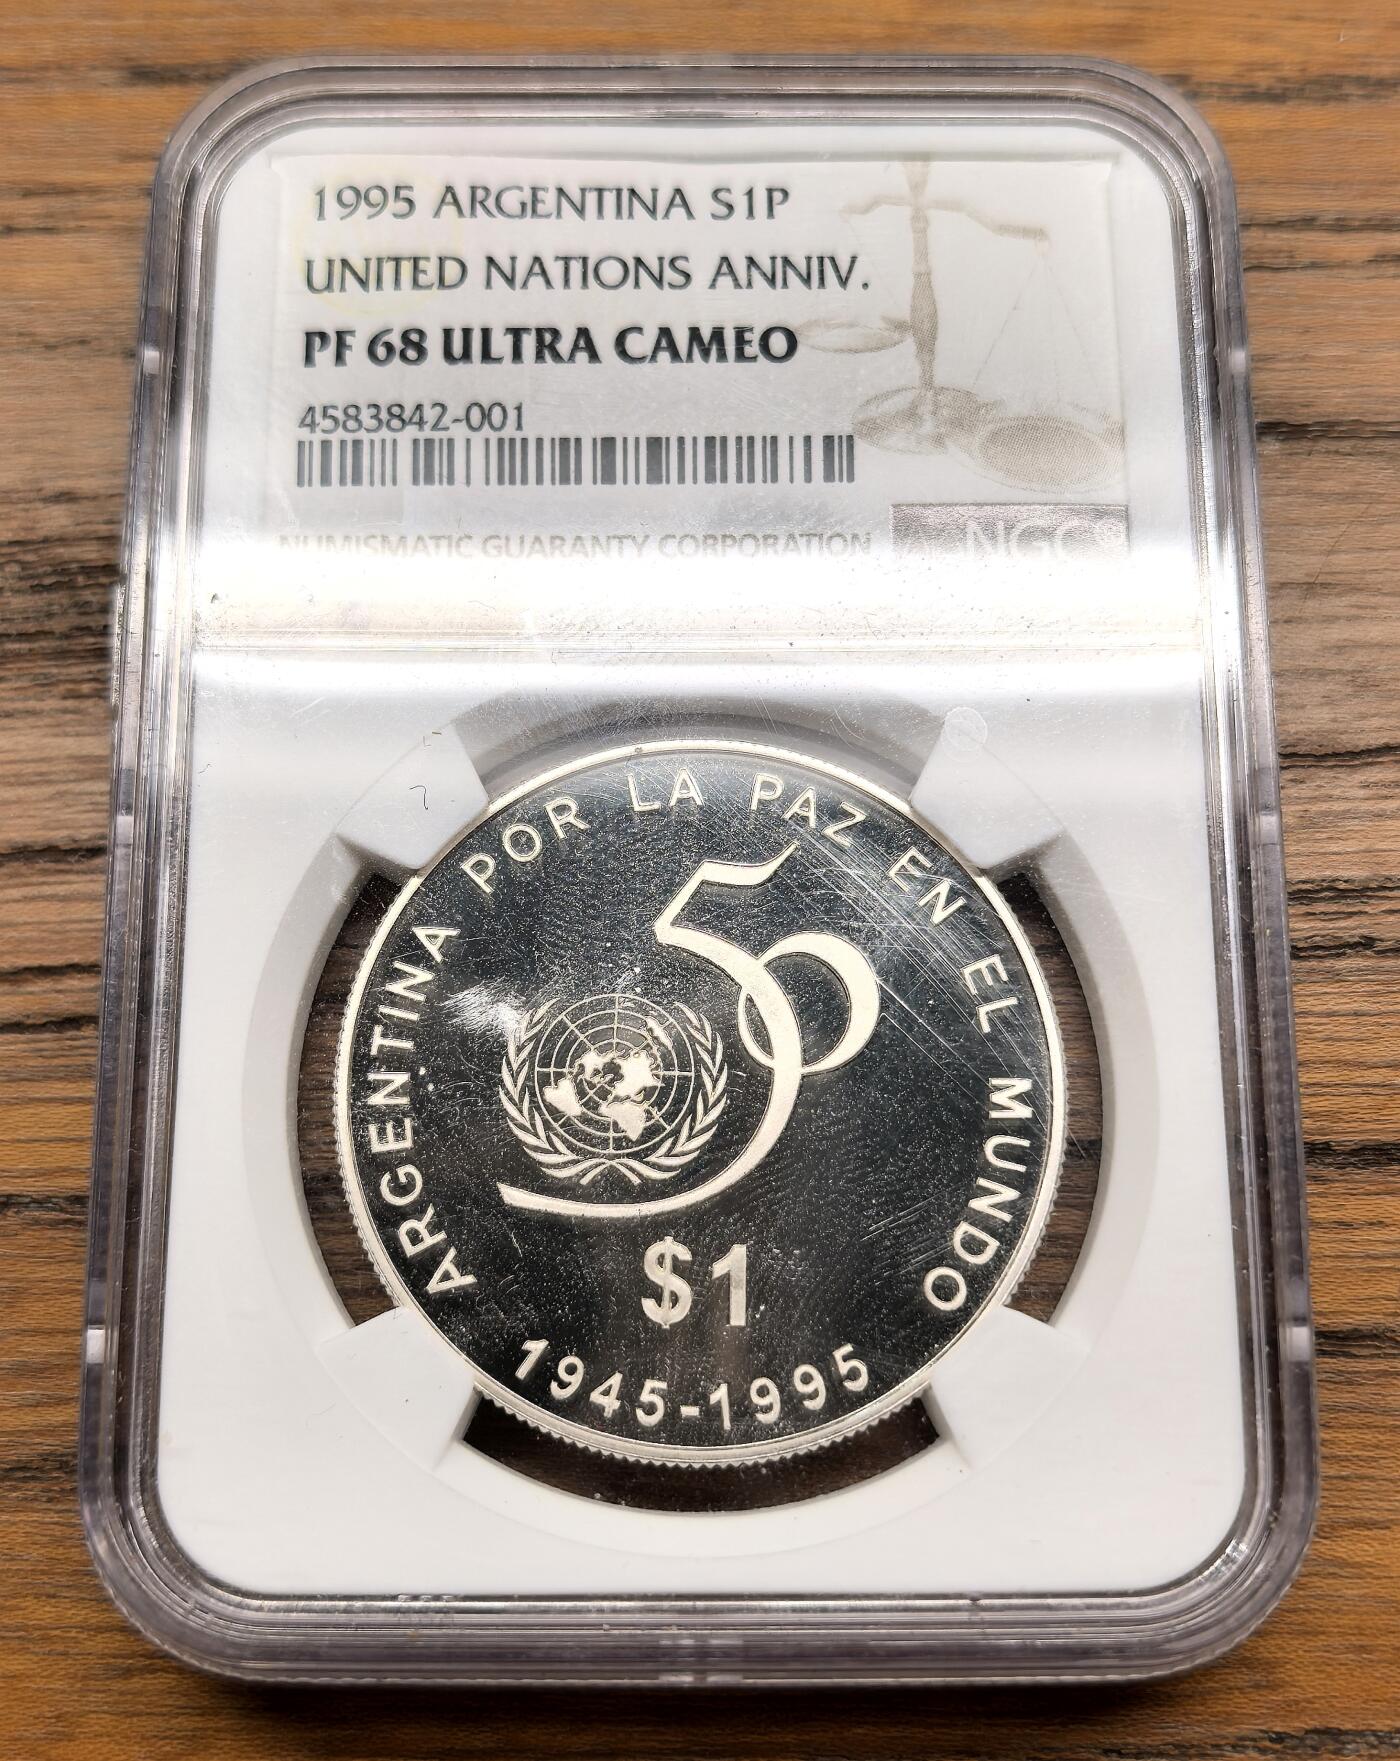 1995 ARGENTINA S1P
UNITED NATIONS ANNIV.
PF 68 ULTRA CAMEO
4583842-001
NUMISMATIC GUARANTY CORPORATION
NGC
ARGENTINA POR LA PAZ EN EL MUNDO
50
$1
1945-1995